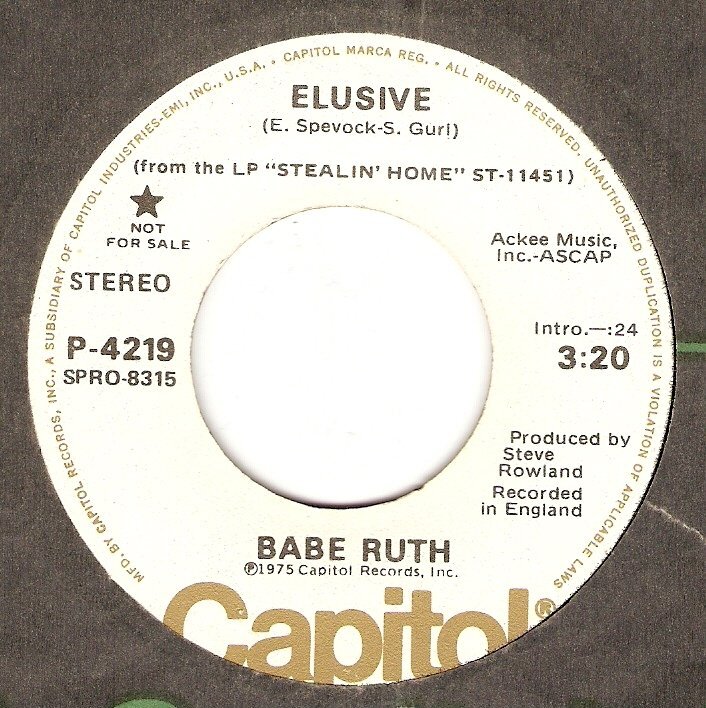 MFD. BY CAPITOL RECORDS, INC., A SUBSIDIARY OF CAPITOL INDUSTRIES-EMI, INC., U.S.A. • CAPITOL MARCA REG. • ALL RIGHTS RESERVED. UNAUTHORIZED DUPLICATION IS A VIOLATION OF APPLICABLE LAWS
ELUSIVE
(E. Spevock-S. Gurl)
(from the LP "STEALIN' HOME" ST-11451)
★
NOT
FOR SALE
STEREO
P-4219
SPRO-8315
Ackee Music,
Inc.-ASCAP
Intro.—:24
3:20
Produced by
Steve
Rowland
Recorded
in England
BABE RUTH
℗1975 Capitol Records, Inc.
Capitol®